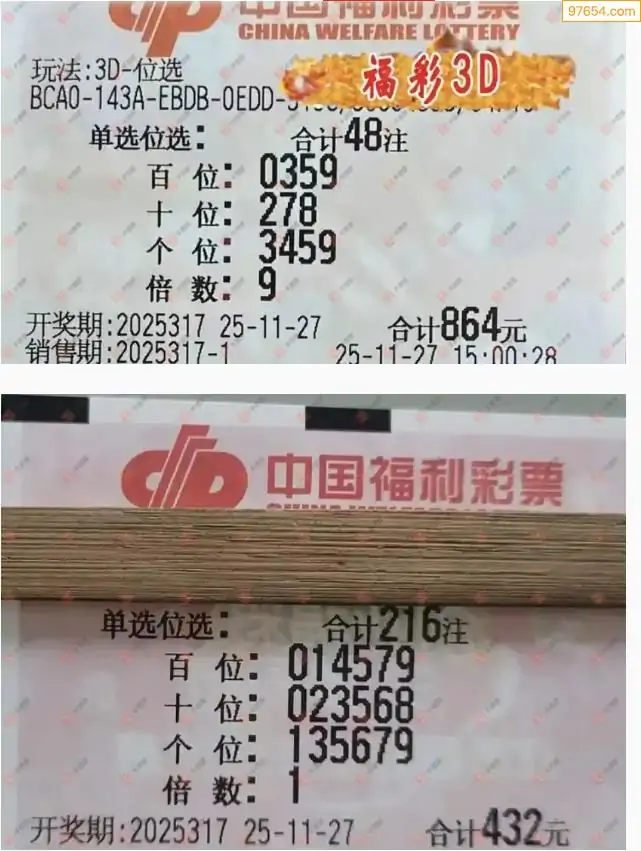 97654.com
中国福利彩票
CHINA WELFARE LOTTERY
玩法:3D-位选
福彩3D
BCA0-143A-EBDB-0EDD-
单选位选: 合计48注
百位: 0359
十位: 278
个位: 3459
倍数: 9
开奖期:2025317 25-11-27 合计864元
销售期:2025317-1 25-11-27 15:00:28
中国福利彩票
单选位选: 合计216注
百位: 014579
十位: 023568
个位: 135679
倍数: 1
开奖期:2025317 25-11-27 合计432元